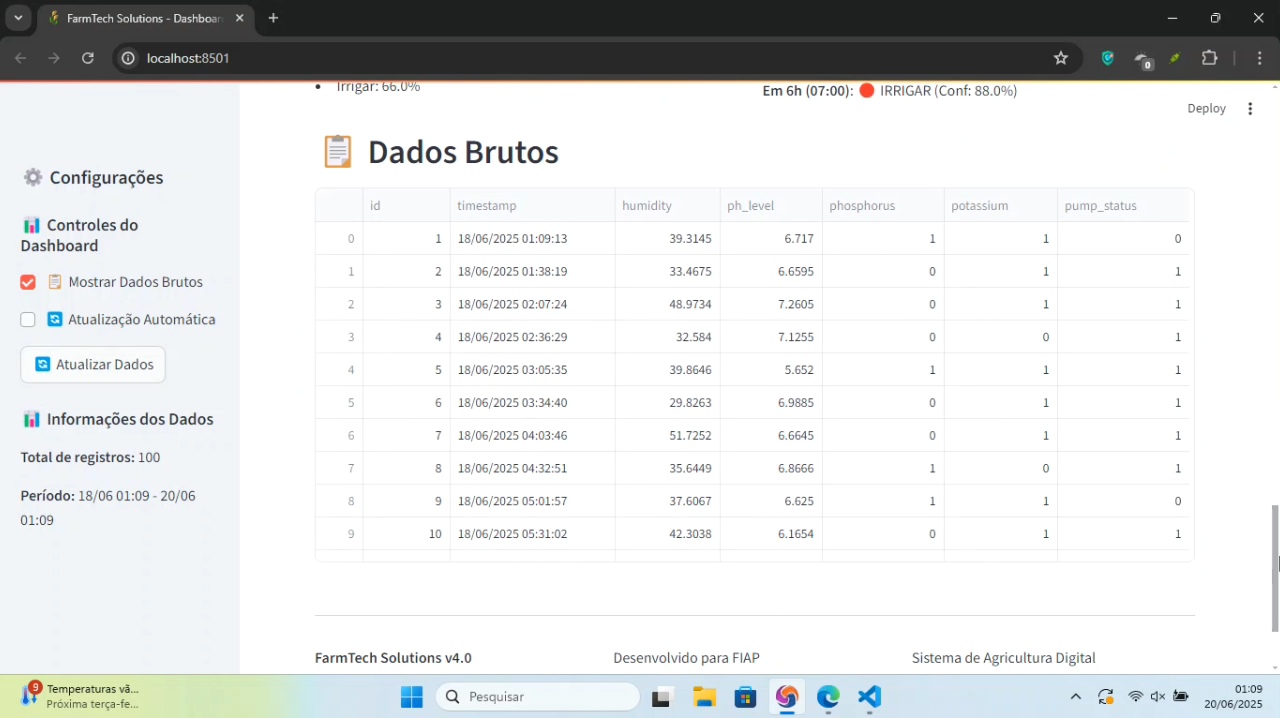 FarmTech Solutions - Dashboar
localhost:8501
0
Irrigar: 66.0%
Em 6h (07:00): IRRIGAR (Conf: 88.0%)
Deploy
Configurações
Controles do
Dashboard
Mostrar Dados Brutos
Atualização Automática
Atualizar Dados
Informações dos Dados
Total de registros: 100
Período: 18/06 01:09 - 20/06
01:09
Dados Brutos
id timestamp humidity ph_level phosphorus potassium pump_status
0 1 18/06/2025 01:09:13 39.3145 6.717 1 1 0
1 2 18/06/2025 01:38:19 33.4675 6.6595 0 1 1
2 3 18/06/2025 02:07:24 48.9734 7.2605 0 1 1
3 4 18/06/2025 02:36:29 32.584 7.1255 0 0 1
4 5 18/06/2025 03:05:35 39.8646 5.652 1 1 1
5 6 18/06/2025 03:34:40 29.8263 6.9885 0 1 1
6 7 18/06/2025 04:03:46 51.7252 6.6645 0 1 1
7 8 18/06/2025 04:32:51 35.6449 6.8666 1 0 1
8 9 18/06/2025 05:01:57 37.6067 6.625 1 1 0
9 10 18/06/2025 05:31:02 42.3038 6.1654 0 1 1
FarmTech Solutions v4.0 Desenvolvido para FIAP Sistema de Agricultura Digital
9
Temperaturas vã...
Próxima terça-fe...
Pesquisar
01:09
20/06/2025